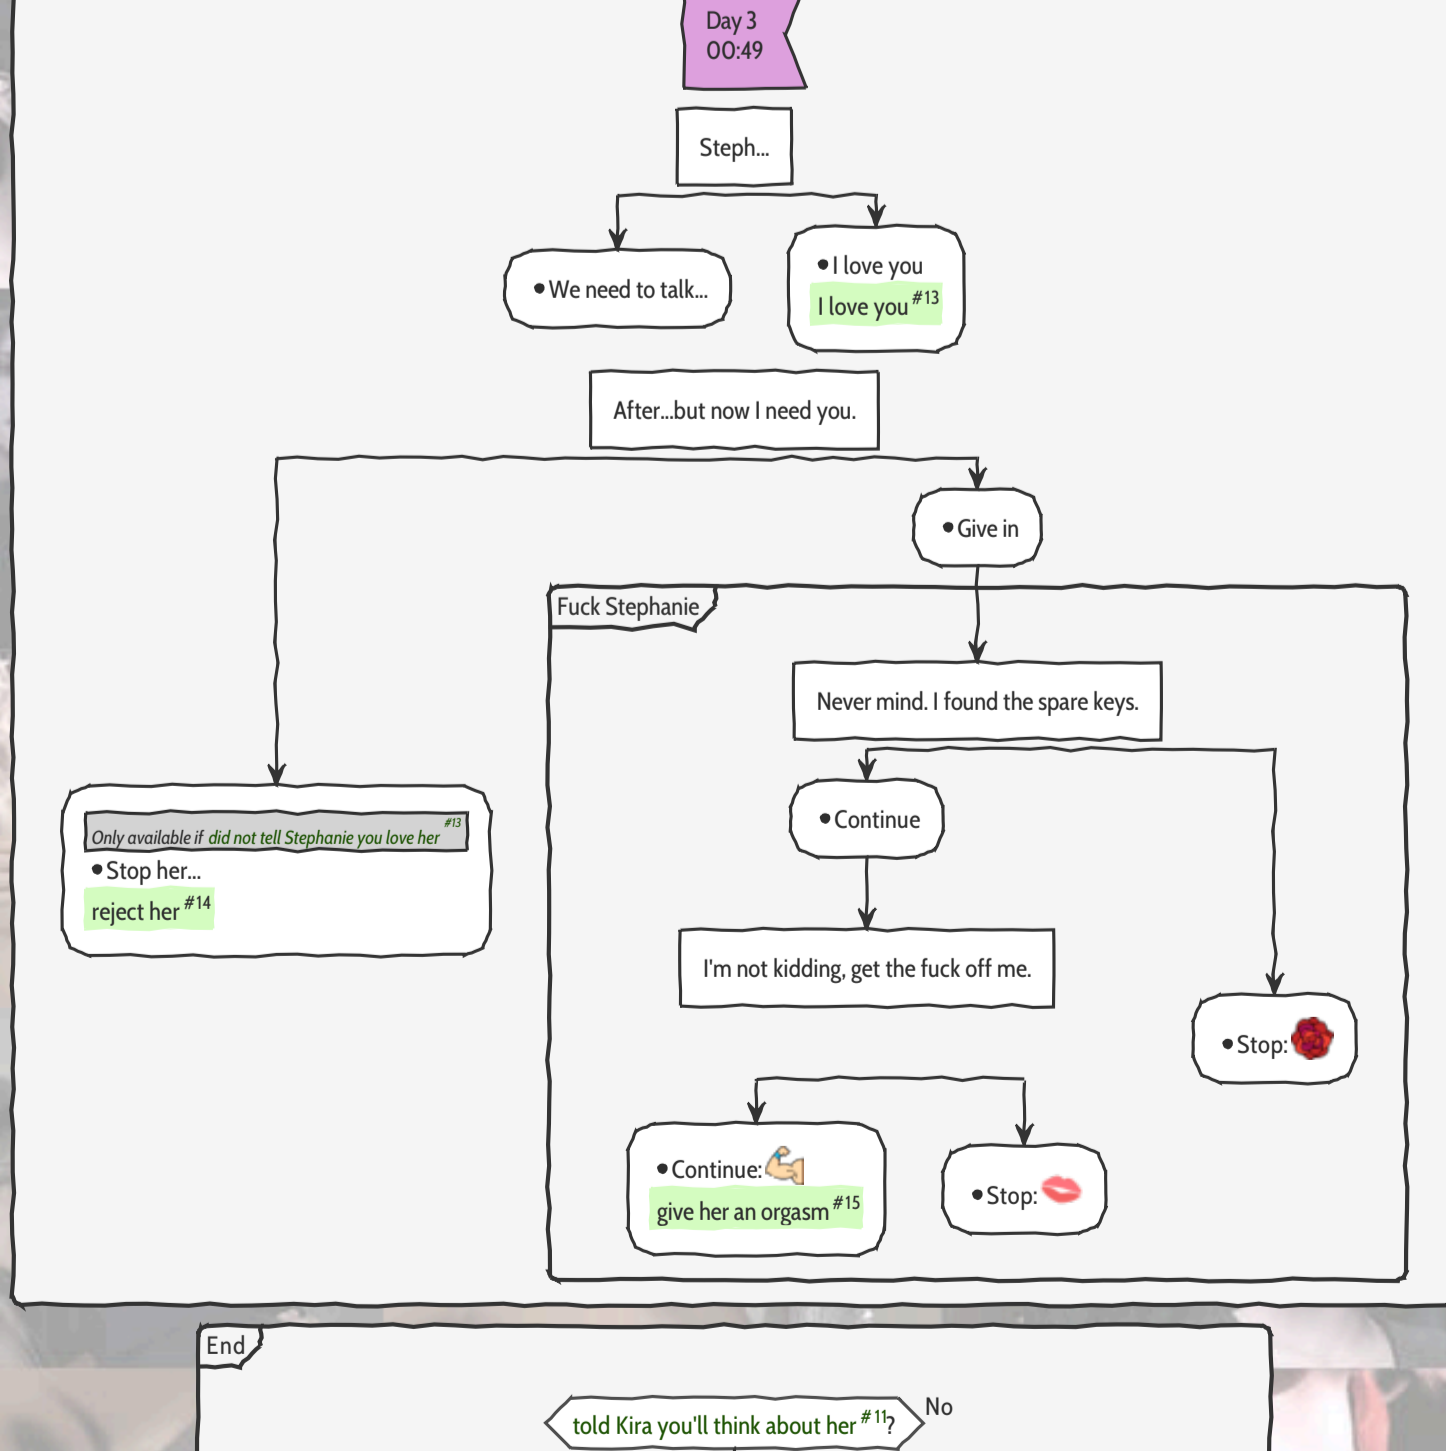 Day 3
00:49
Steph...
We need to talk...
I love you
I love you #13
After...but now I need you.
Give in
Fuck Stephanie
Never mind. I found the spare keys.
Continue
Only available if did not tell Stephanie you love her #13
Stop her...
reject her #14
I'm not kidding, get the fuck off me.
Stop:
Continue:
give her an orgasm #15
Stop:
End
told Kira you'll think about her #11?
No